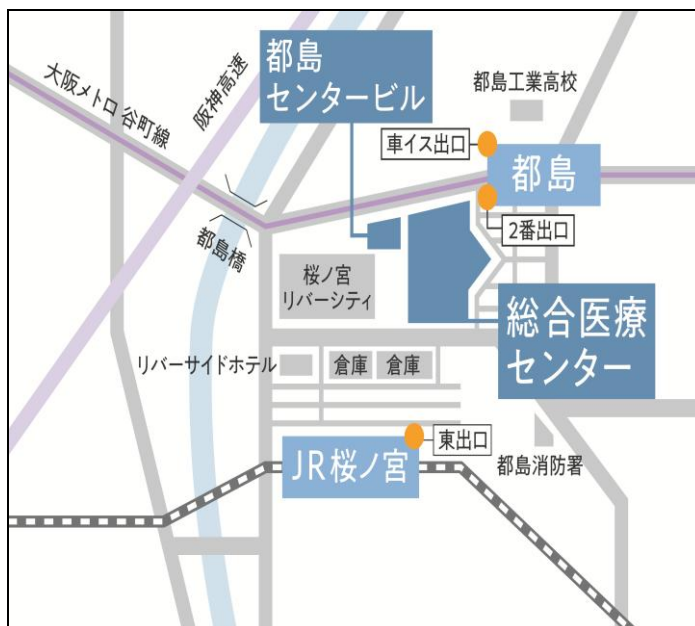 都島
センタービル
阪神高速
大阪メトロ 谷町線
都島工業高校
車イス出口
都島
2番出口
都島橋
桜ノ宮
リバーシティ
総合医療
センター
リバーサイドホテル
倉庫
倉庫
東出口
JR桜ノ宮
都島消防署